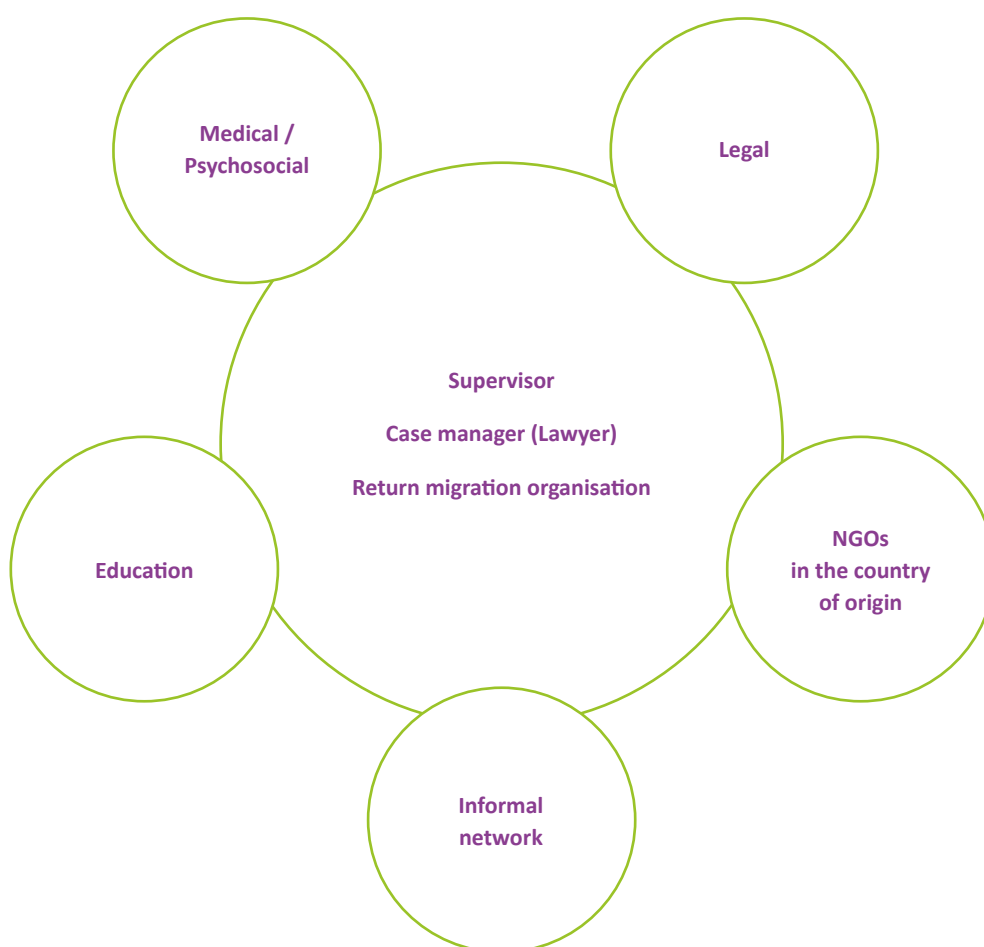 Medical /
Psychosocial
Legal
Supervisor
Case manager (Lawyer)
Return migration organisation
Education
NGOs
in the country
of origin
Informal
network